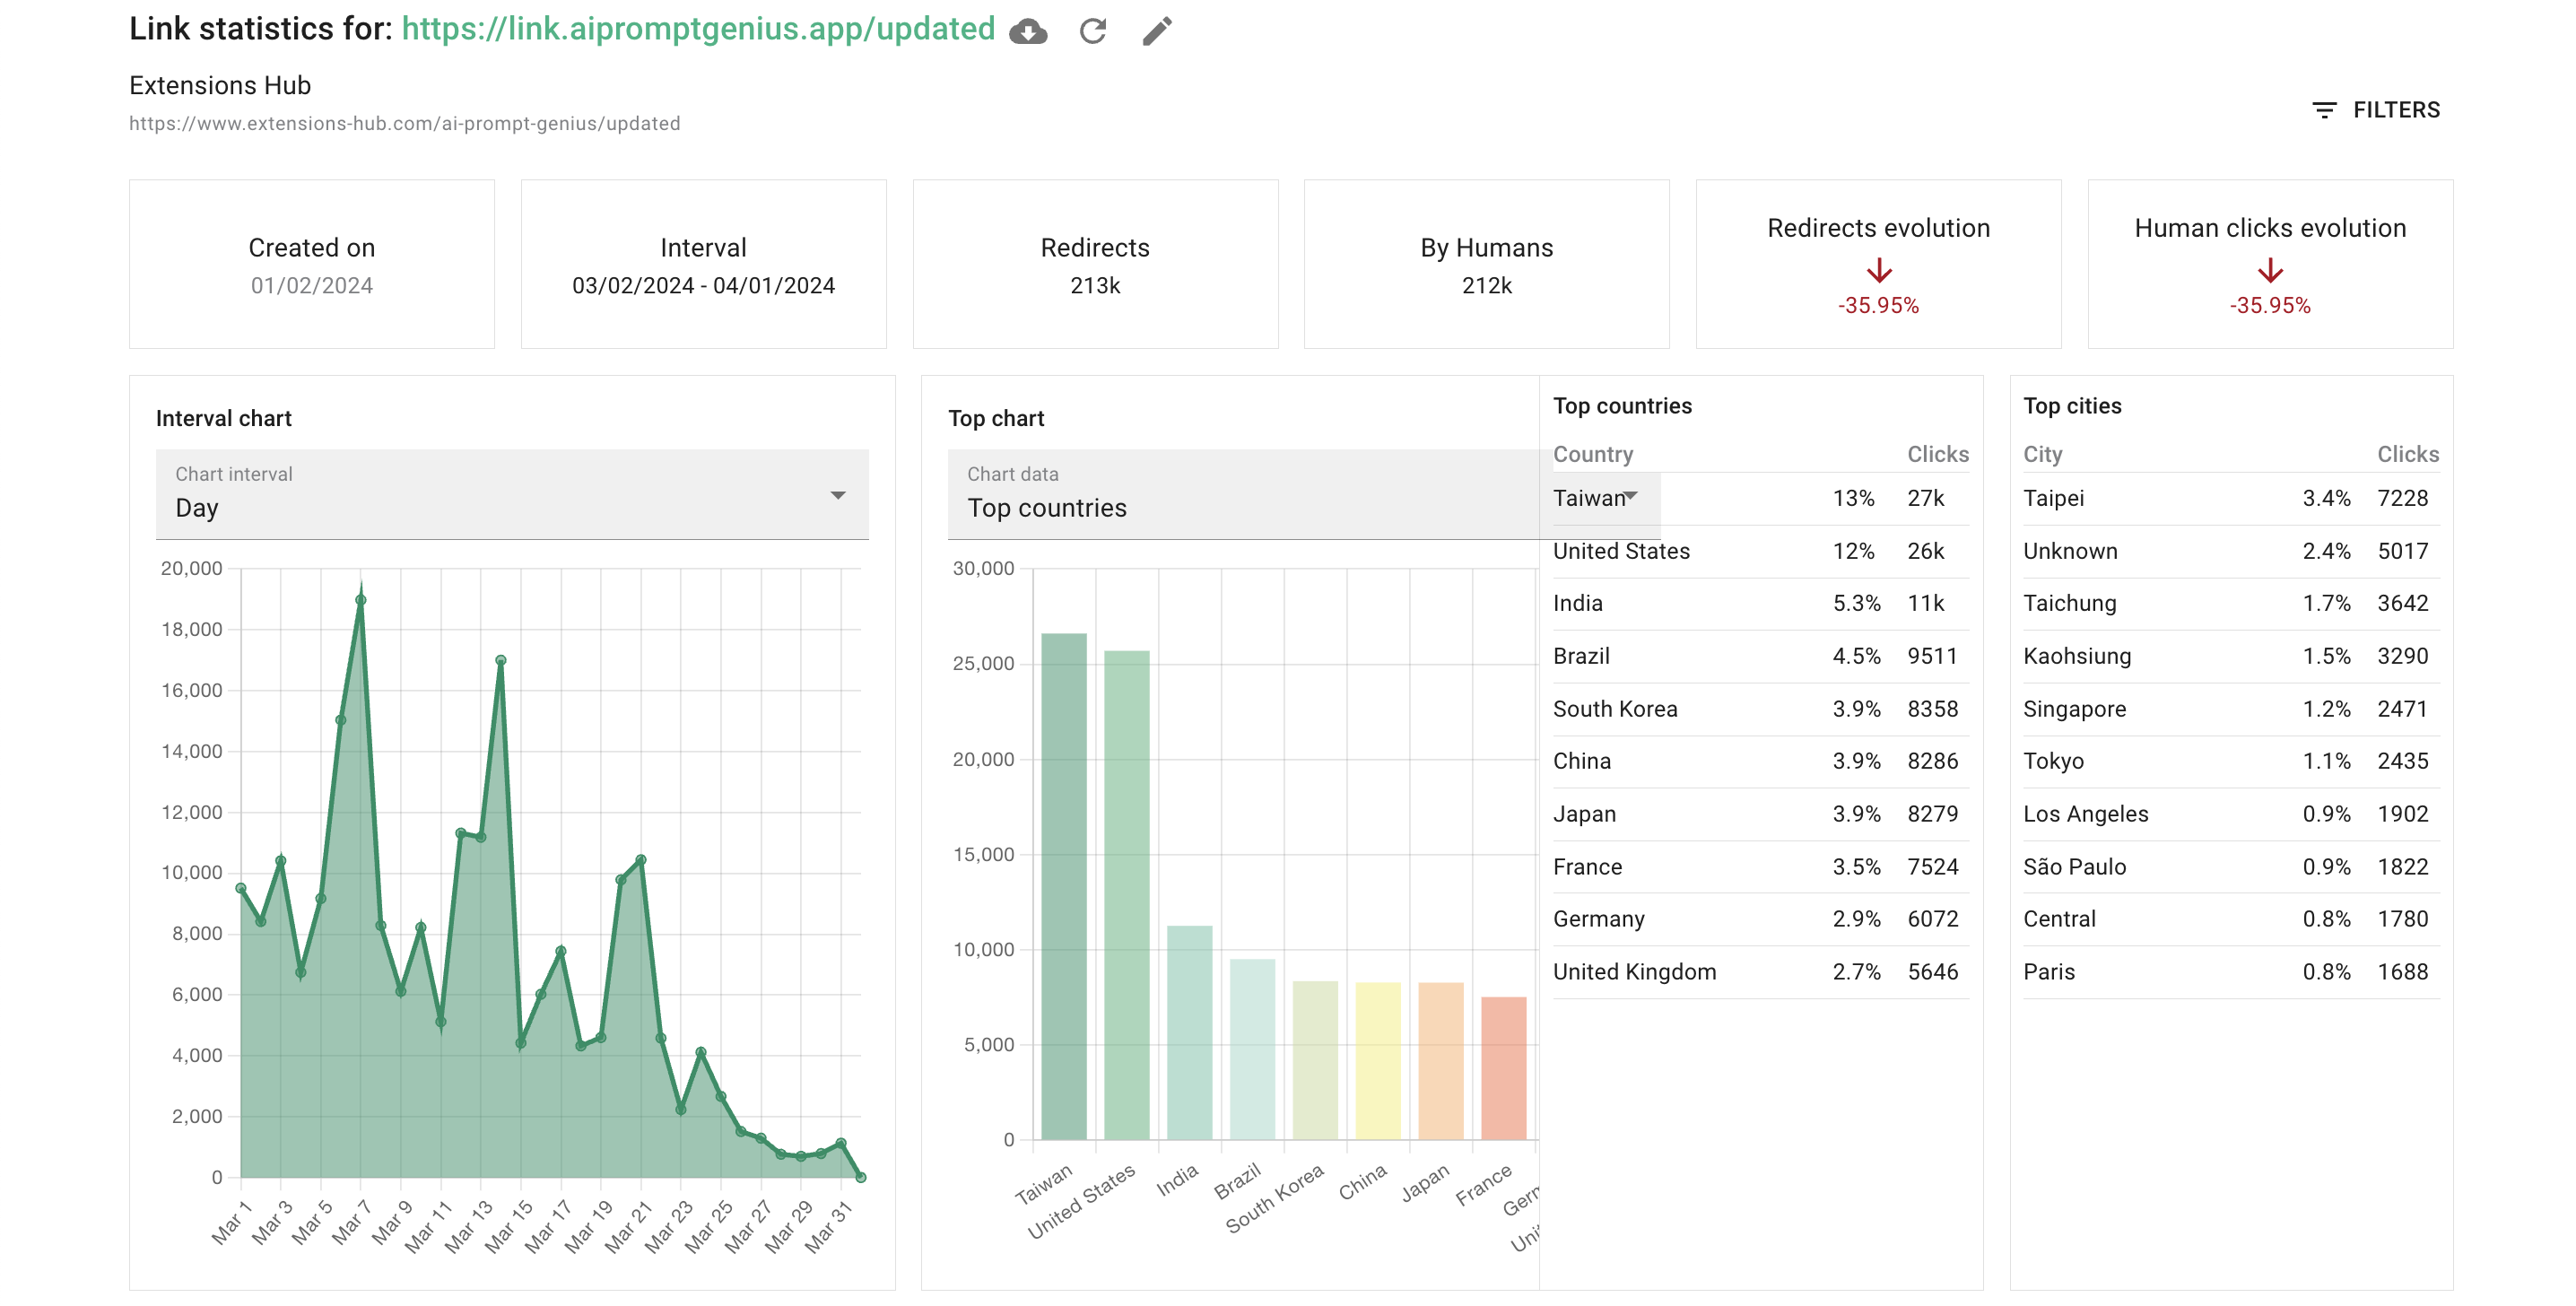 Link statistics for: https://link.aipromptgenius.app/updated
Extensions Hub
https://www.extensions-hub.com/ai-prompt-genius/updated
FILTERS
Created on
01/02/2024
Interval
03/02/2024 - 04/01/2024
Redirects
213k
By Humans
212k
Redirects evolution
-35.95%
Human clicks evolution
-35.95%
Interval chart
Chart interval
Day
20,000
18,000
16,000
14,000
12,000
10,000
8,000
6,000
4,000
2,000
0
Mar 1
Mar 3
Mar 5
Mar 7
Mar 9
Mar 11
Mar 13
Mar 15
Mar 17
Mar 19
Mar 21
Mar 23
Mar 25
Mar 27
Mar 29
Mar 31
Top chart
Chart data
Top countries
30,000
25,000
20,000
15,000
10,000
5,000
0
Taiwan
United States
India
Brazil
South Korea
China
Japan
France
Top countries
Country Clicks
Taiwan 13% 27k
United States 12% 26k
India 5.3% 11k
Brazil 4.5% 9511
South Korea 3.9% 8358
China 3.9% 8286
Japan 3.9% 8279
France 3.5% 7524
Germany 2.9% 6072
United Kingdom 2.7% 5646
Top cities
City Clicks
Taipei 3.4% 7228
Unknown 2.4% 5017
Taichung 1.7% 3642
Kaohsiung 1.5% 3290
Singapore 1.2% 2471
Tokyo 1.1% 2435
Los Angeles 0.9% 1902
São Paulo 0.9% 1822
Central 0.8% 1780
Paris 0.8% 1688